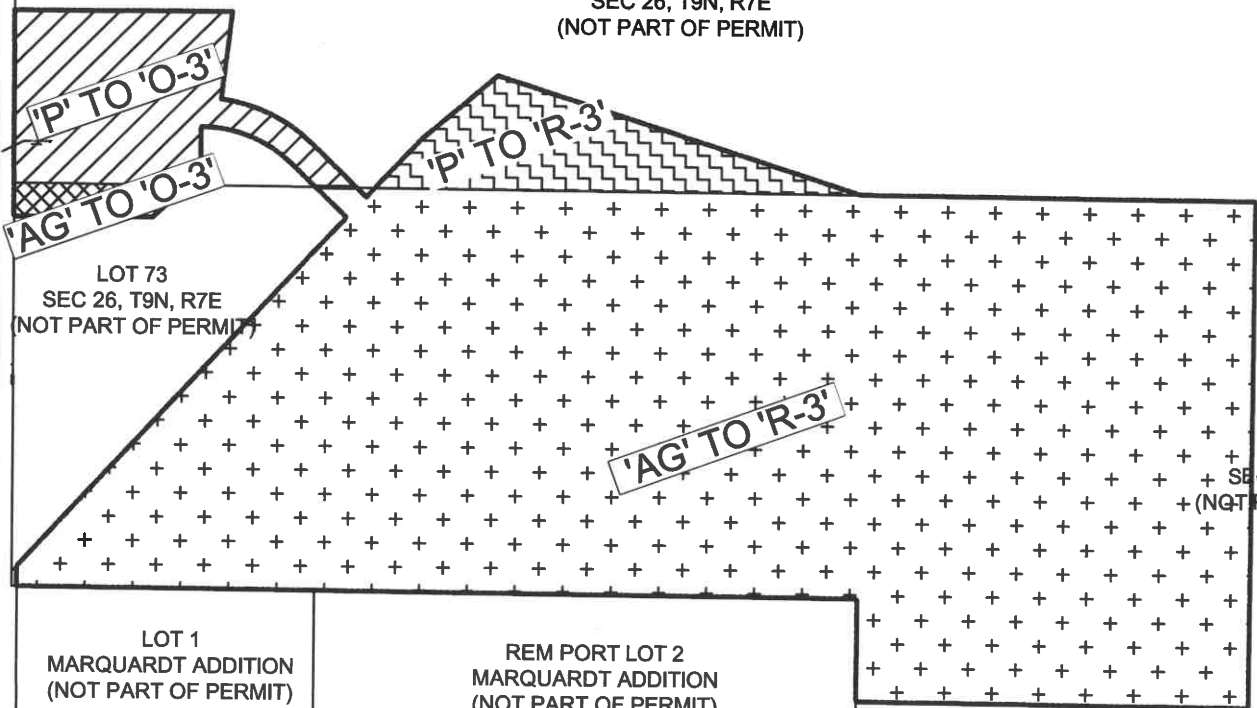 SEC 26, T9N, R7E
(NOT PART OF PERMIT)
'P' TO 'O-3'
'P' TO 'R-3'
'AG' TO 'O-3'
LOT 73
SEC 26, T9N, R7E
(NOT PART OF PERMIT)
'AG' TO 'R-3'
(NOT
LOT 1
MARQUARDT ADDITION
(NOT PART OF PERMIT)
REM PORT LOT 2
MARQUARDT ADDITION
(NOT PART OF PERMIT)